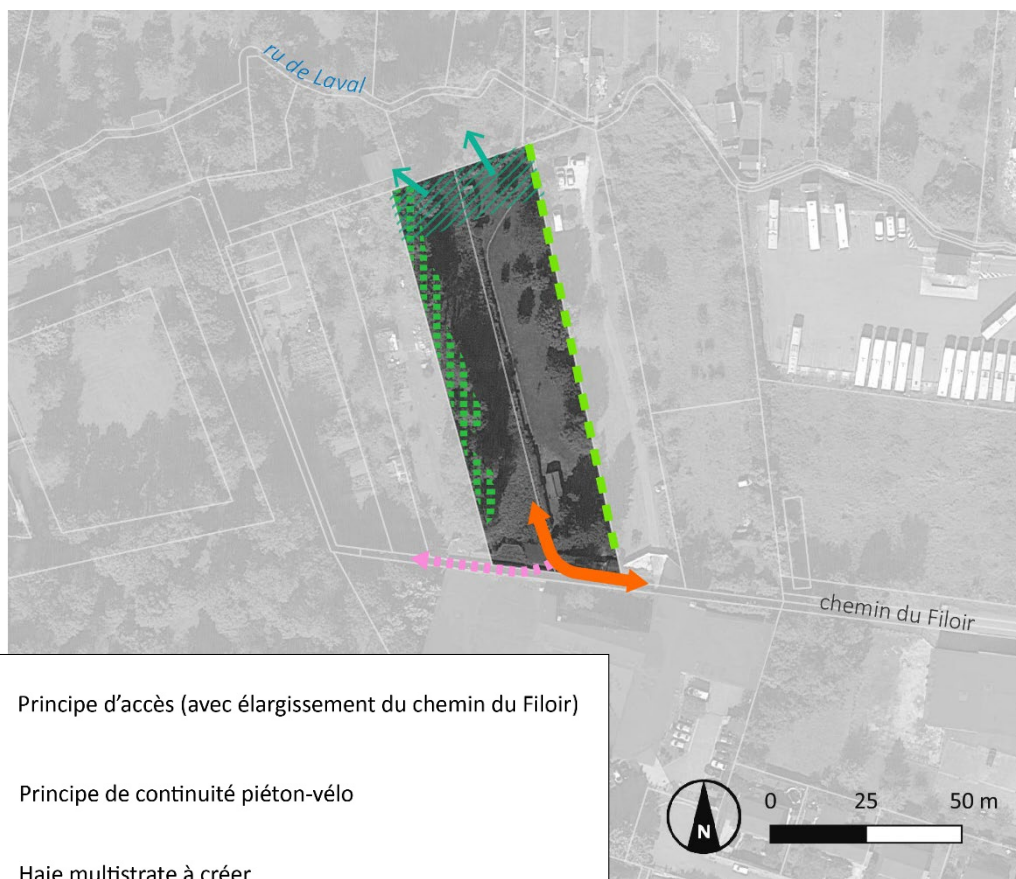 ru de Laval
chemin du Filoir
Principe d’accès (avec élargissement du chemin du Filoir)
Principe de continuité piéton-vélo
Haie multistrate à créer
N
0 25 50 m